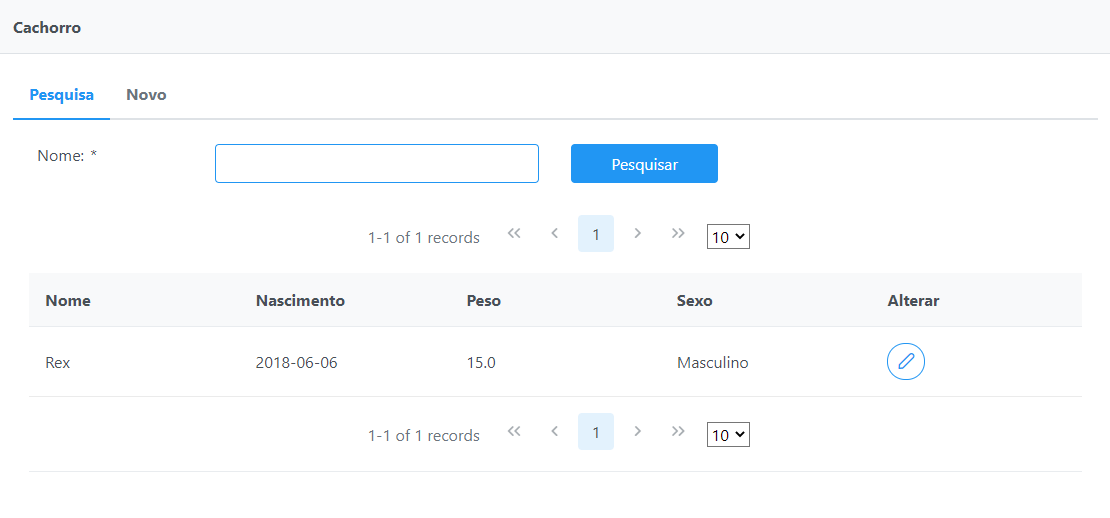 Cachorro
Pesquisa Novo
Nome: * Pesquisar
1-1 of 1 records 1 10
Nome Nascimento Peso Sexo Alterar
Rex 2018-06-06 15.0 Masculino
1-1 of 1 records 1 10